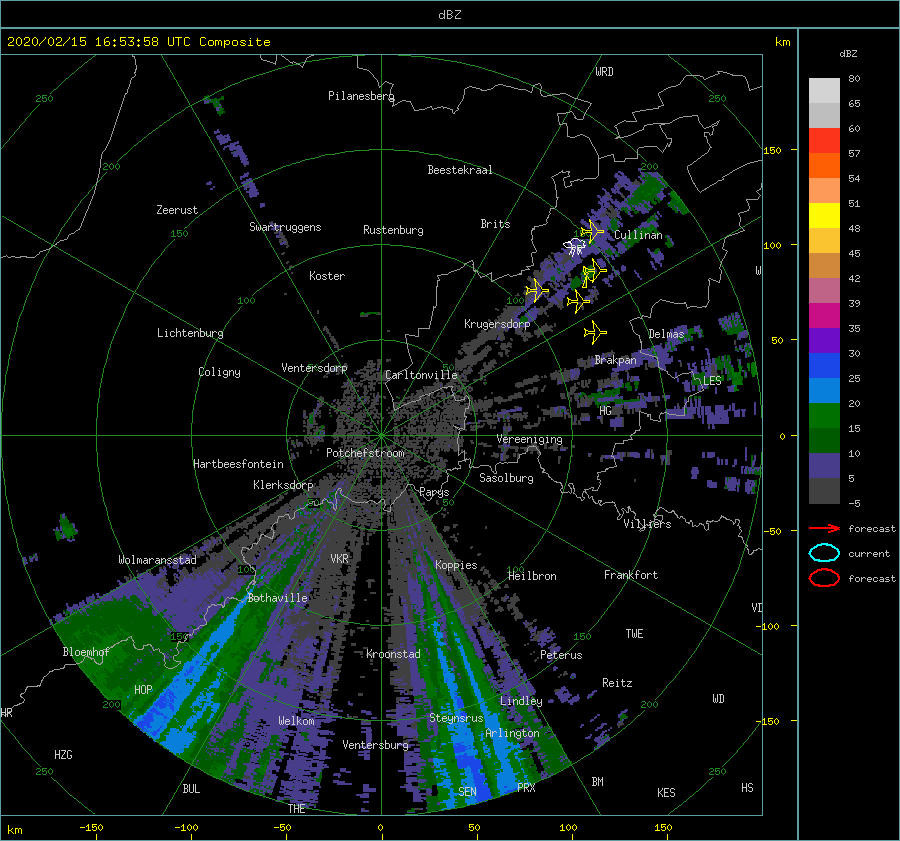 dBZ
2020/02/15 16:53:58 UTC Composite
km
dBZ
WRD
80
250
Pilanesberg
250
65
60
150
57
200
Beestekraal
200
54
Zeerust
51
150
Swartruggens
Rustenburg
Brits
Cullinan
48
100
45
Koster
42
100
100
39
Krugersdorp
35
Lichtenburg
Delmas
50
30
Ventersdorp
Brakpan
Coligny
Carltonville
LES
25
HG
20
Vereeniging
0
15
Potchefstroom
10
Hartbeesfontein
Sasolburg
5
Klerksdorp
Parys
50
50
-5
Villiers
-50
forecast
Wolmaransstad
VKR
Koppies
current
100
100
Heilbron
Frankfort
forecast
Bothaville
VD
-100
150
150
TWE
Bloemhof
Kroonstad
Peterus
HOP
Reitz
WD
200
Lindley
200
HR
Welkom
Steynsrus
-150
Arlington
Ventersburg
HZG
250
250
BUL
SEN
PRX
BM
KES
HS
THE
km
-150
-100
-50
0
50
100
150